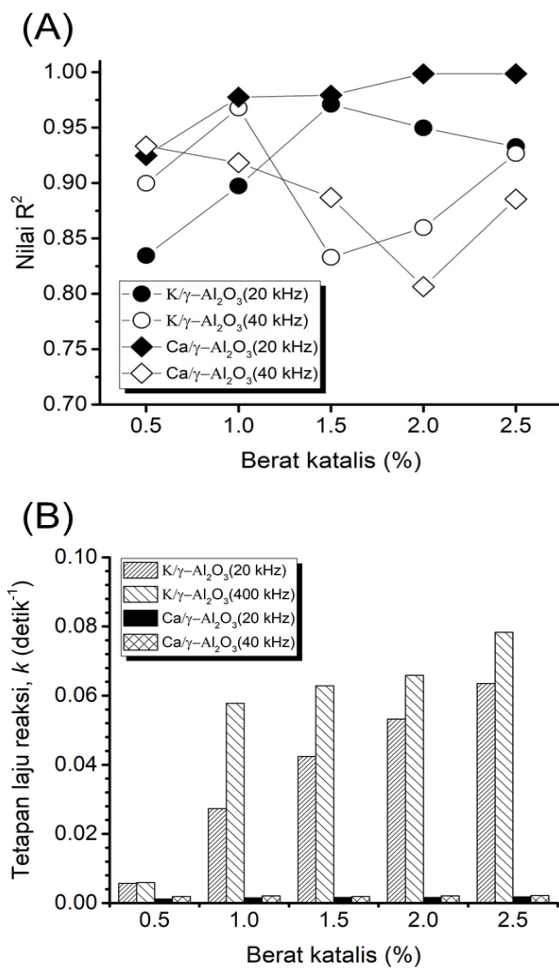 (A)
Nilai R²
1.00
0.95
0.90
0.85
0.80
0.75
0.70
K/γ–Al₂O₃(20 kHz)
K/γ–Al₂O₃(40 kHz)
Ca/γ–Al₂O₃(20 kHz)
Ca/γ–Al₂O₃(40 kHz)
0.5 1.0 1.5 2.0 2.5
Berat katalis (%)
(B)
Tetapan laju reaksi, k (detik⁻¹)
0.10
0.08
0.06
0.04
0.02
0.00
K/γ–Al₂O₃(20 kHz)
K/γ–Al₂O₃(400 kHz)
Ca/γ–Al₂O₃(20 kHz)
Ca/γ–Al₂O₃(40 kHz)
0.5 1.0 1.5 2.0 2.5
Berat katalis (%)